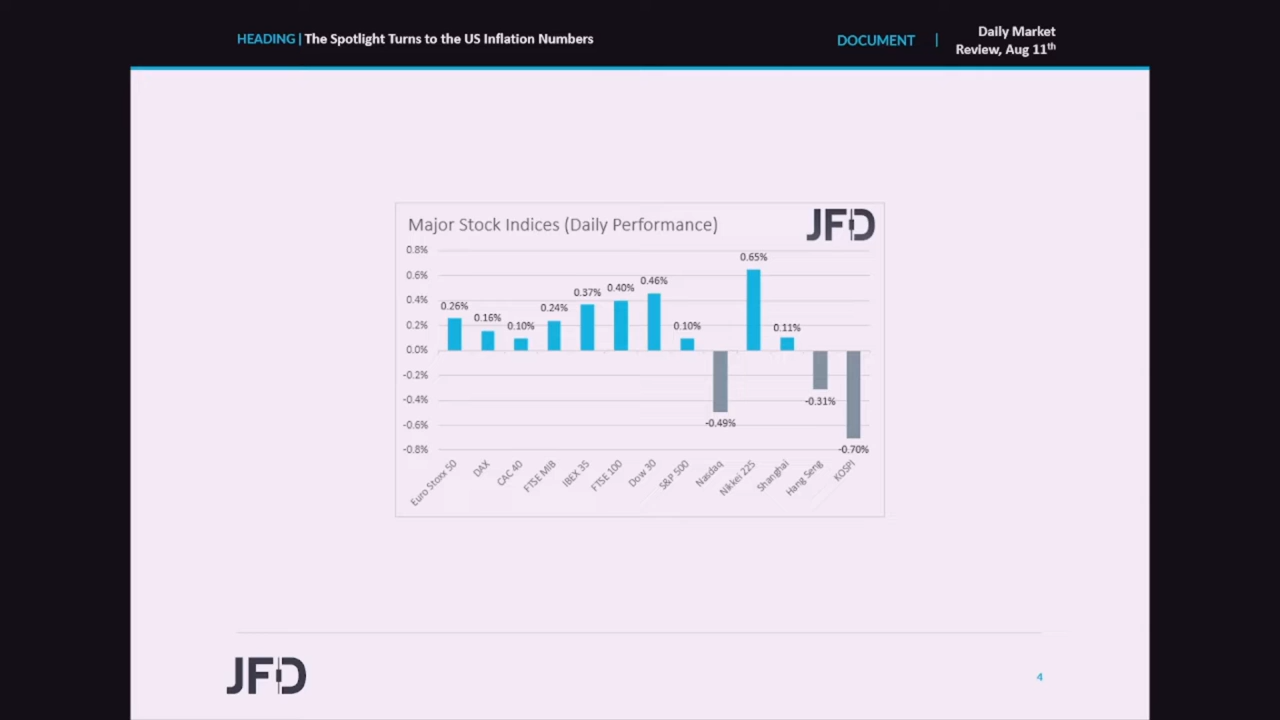 HEADING | The Spotlight Turns to the US Inflation Numbers
DOCUMENT | Daily Market
Review, Aug 11th
Major Stock Indices (Daily Performance)
JFD
0.8%
0.6%
0.4%
0.2%
0.0%
-0.2%
-0.4%
-0.6%
-0.8%
0.26%
0.16%
0.10%
0.24%
0.37%
0.40%
0.46%
0.10%
-0.49%
0.65%
0.11%
-0.31%
-0.70%
Euro Stoxx 50
DAX
CAC 40
FTSE MIB
IBEX 35
FTSE 100
Dow 30
S&P 500
Nasdaq
Nikkei 225
Shanghai
Hang Seng
KOSPI
JFD
4